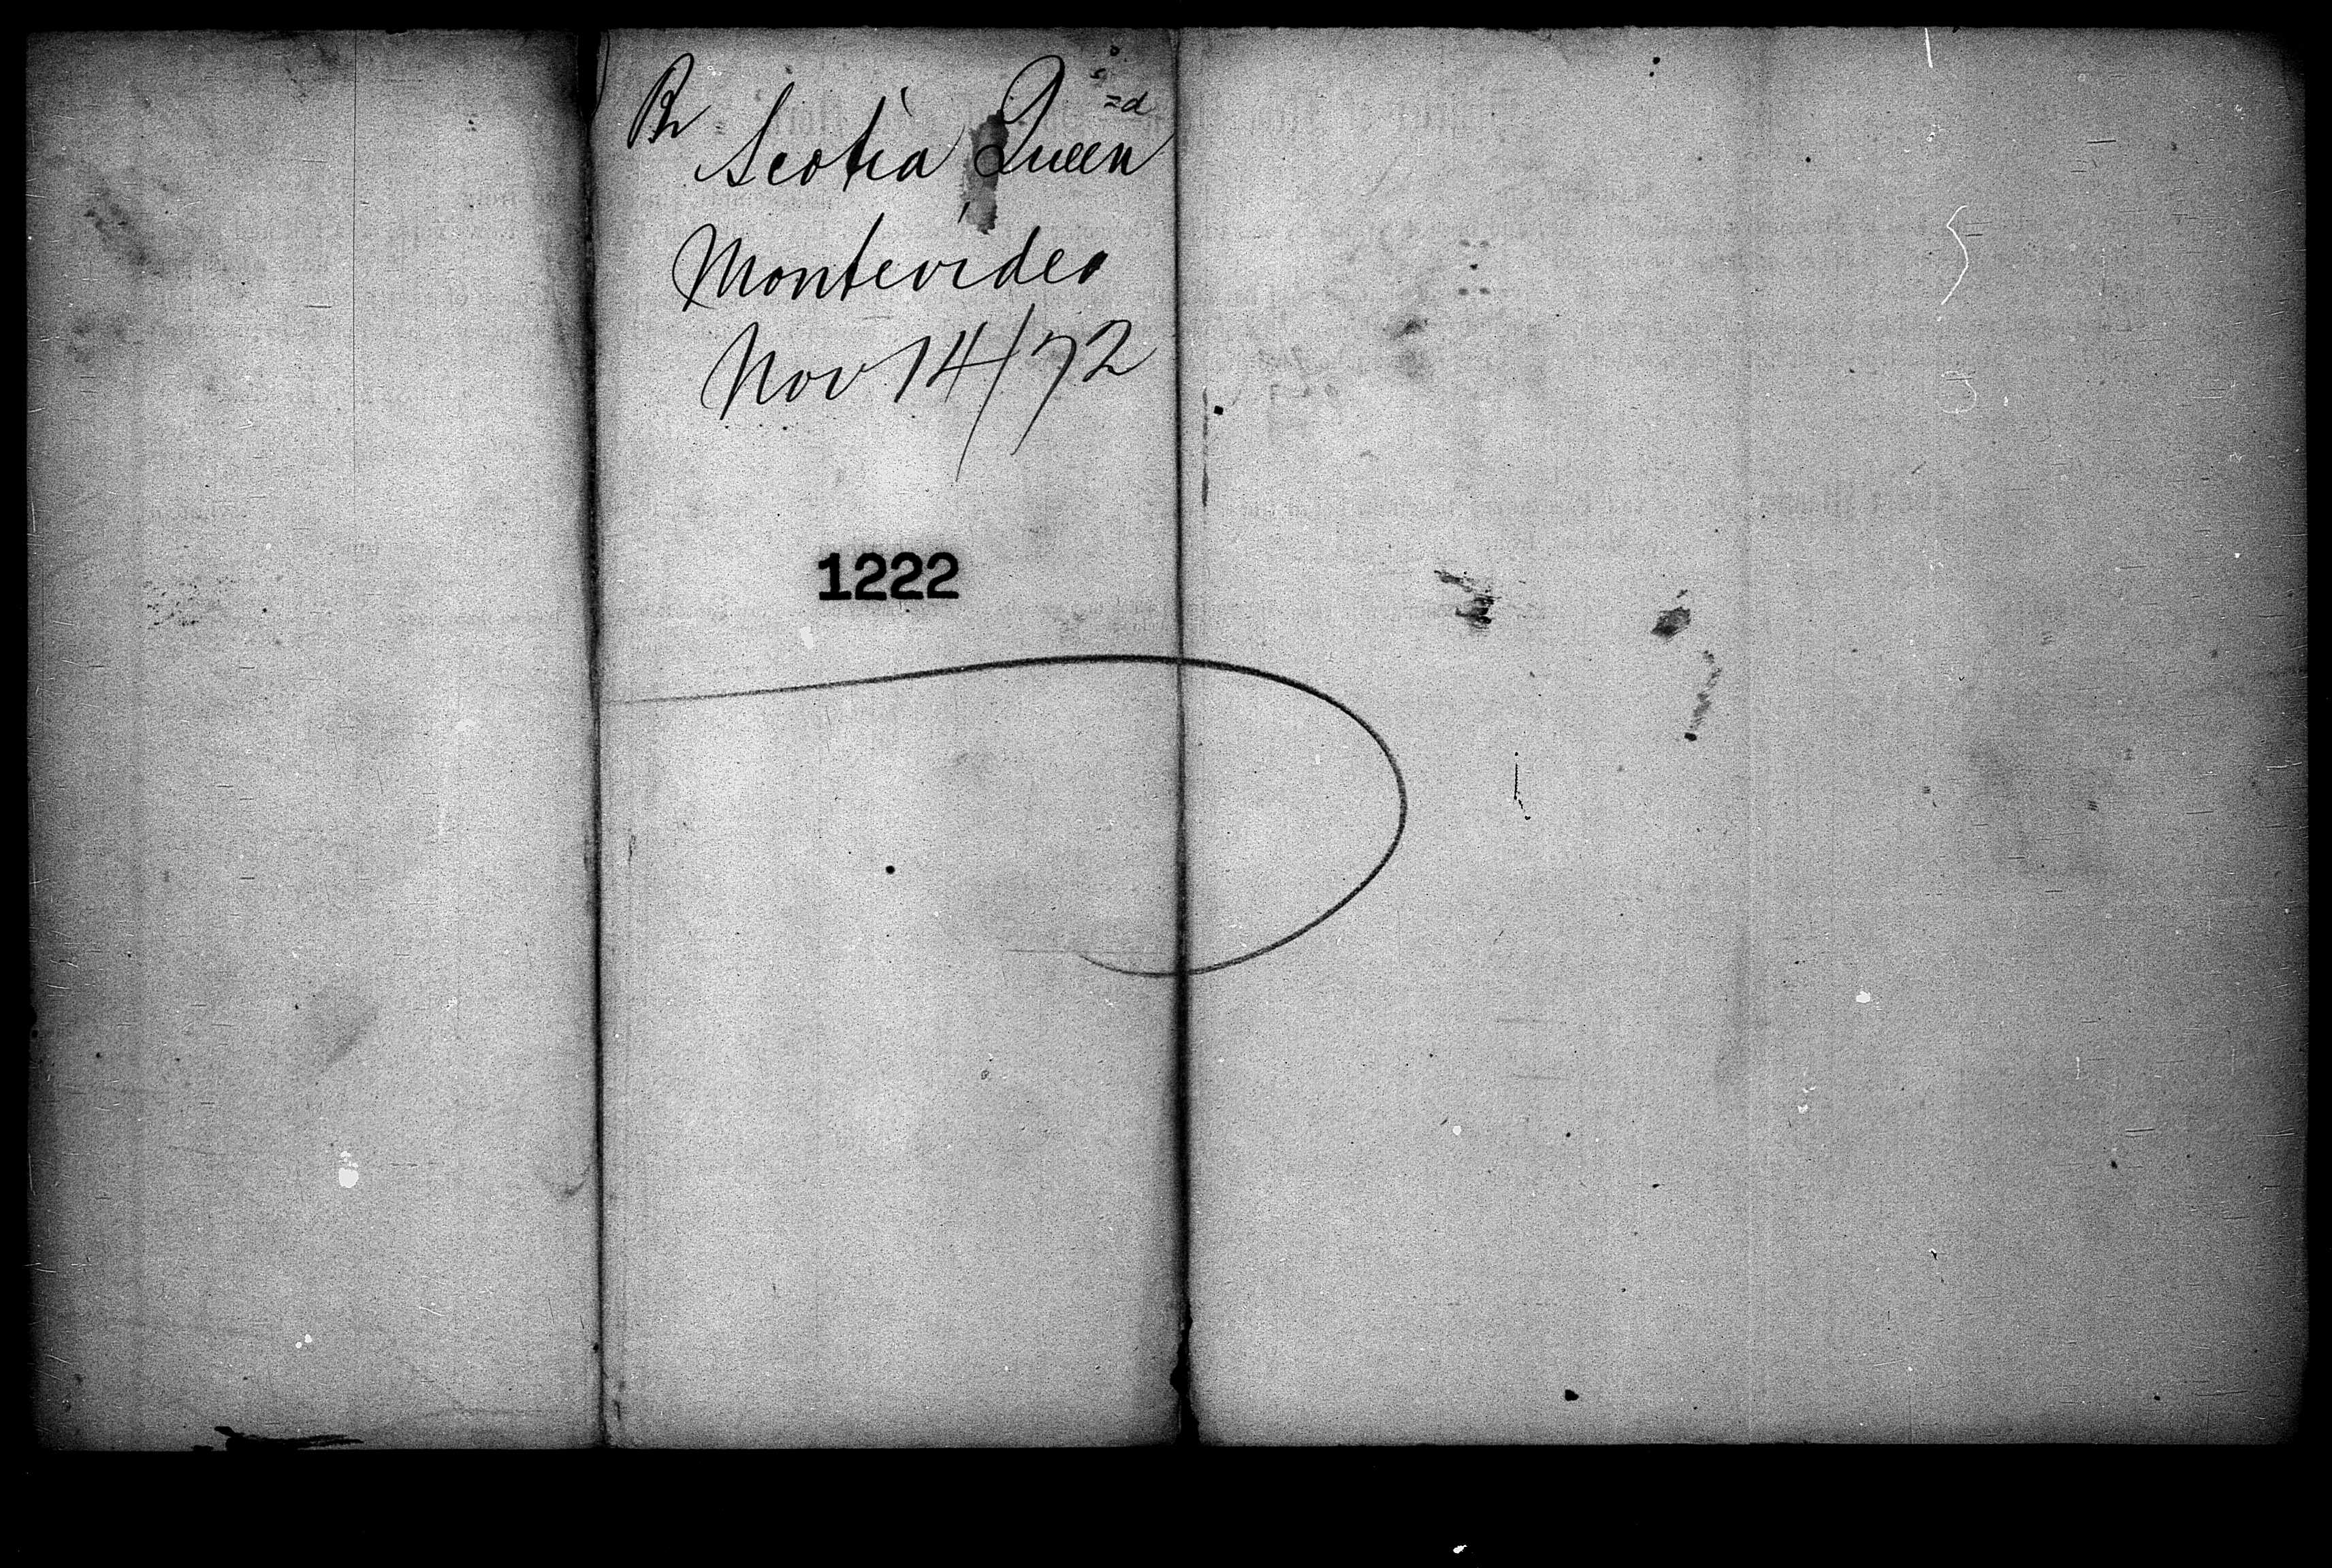 Br Scotia Queen
Montevideo
Nov 14/72
1222